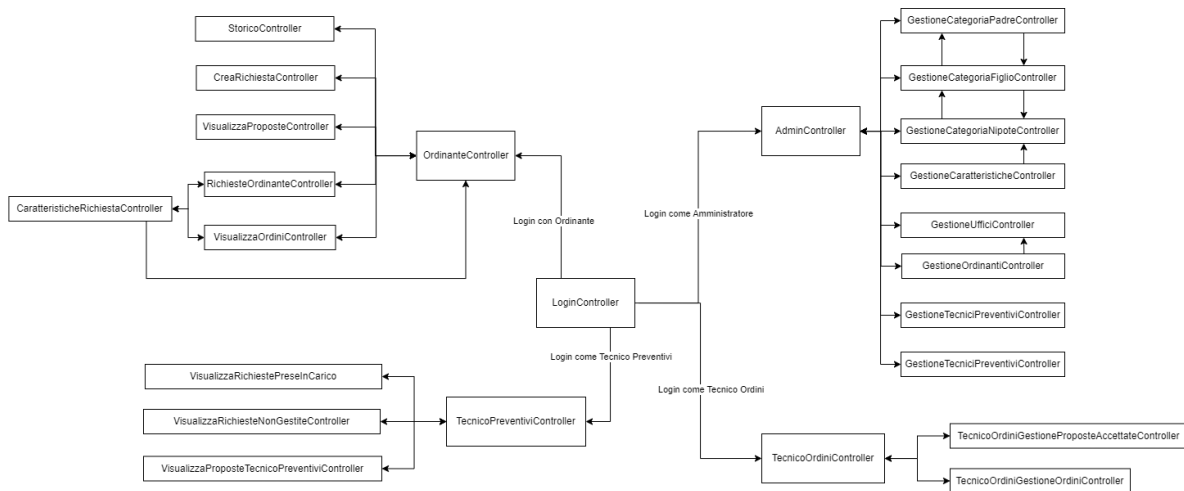 StoricoController
CreaRichiestaController
VisualizzaProposteController
OrdinanteController
RichiesteOrdinanteController
CaratteristicheRichiestaController
VisualizzaOrdiniController
Login con Ordinante
GestioneCategoriaPadreController
GestioneCategoriaFiglioController
AdminController
GestioneCategoriaNipoteController
GestioneCaratteristicheController
Login come Amministratore
GestioneUfficiController
GestioneOrdinantiController
LoginController
GestioneTecniciPreventiviController
GestioneTecniciPreventiviController
Login come Tecnico Preventivi
VisualizzaRichiestePreseInCarico
VisualizzaRichiesteNonGestiteController
TecnicoPreventiviController
VisualizzaProposteTecnicoPreventiviController
Login come Tecnico Ordini
TecnicoOrdiniController
TecnicoOrdiniGestioneProposteAccettateController
TecnicoOrdiniGestioneOrdiniController